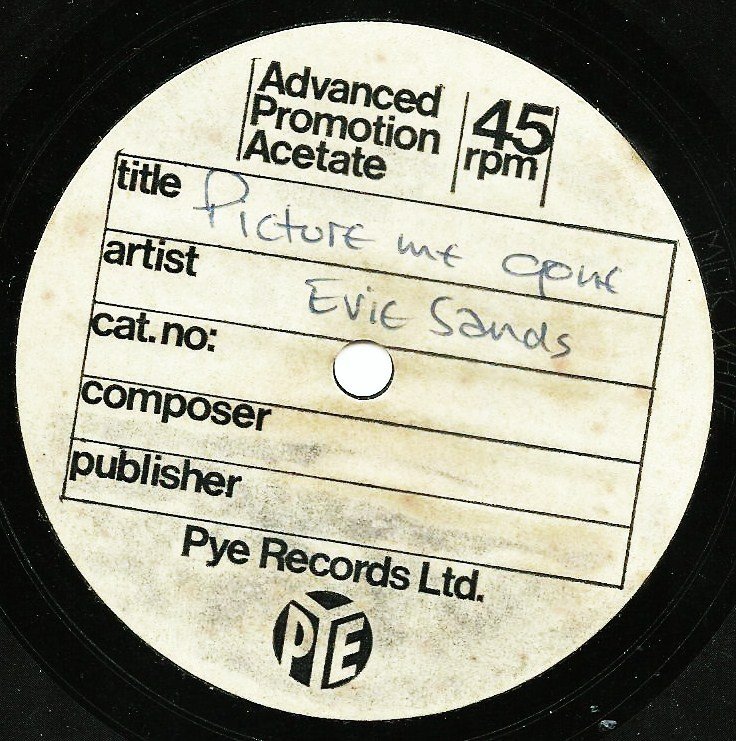 Advanced
Promotion
Acetate
45
rpm
title Picture me gone
artist Evie Sands
cat. no:
composer
publisher
Pye Records Ltd.
PYE